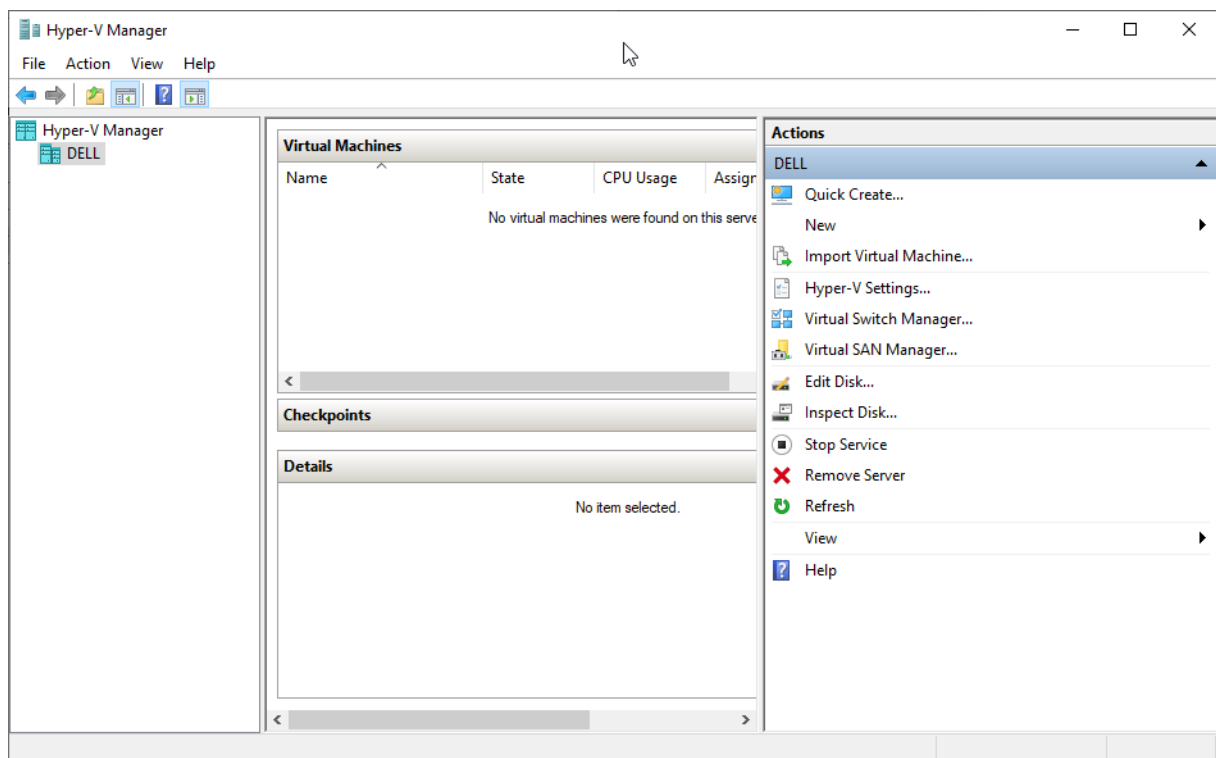 Hyper-V Manager
File Action View Help
Hyper-V Manager
DELL
Virtual Machines
Name State CPU Usage Assign
No virtual machines were found on this serve
Checkpoints
Details
No item selected.
Actions
DELL
Quick Create...
New
Import Virtual Machine...
Hyper-V Settings...
Virtual Switch Manager...
Virtual SAN Manager...
Edit Disk...
Inspect Disk...
Stop Service
Remove Server
Refresh
View
Help